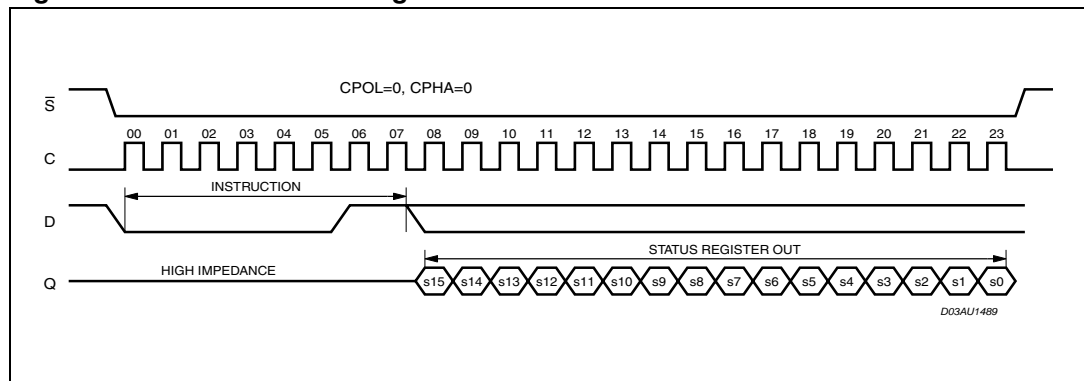 CPOL=0, CPHA=0
S
00 01 02 03 04 05 06 07 08 09 10 11 12 13 14 15 16 17 18 19 20 21 22 23
C
INSTRUCTION
D
STATUS REGISTER OUT
HIGH IMPEDANCE
Q
s15 s14 s13 s12 s11 s10 s9 s8 s7 s6 s5 s4 s3 s2 s1 s0
D03AU1489